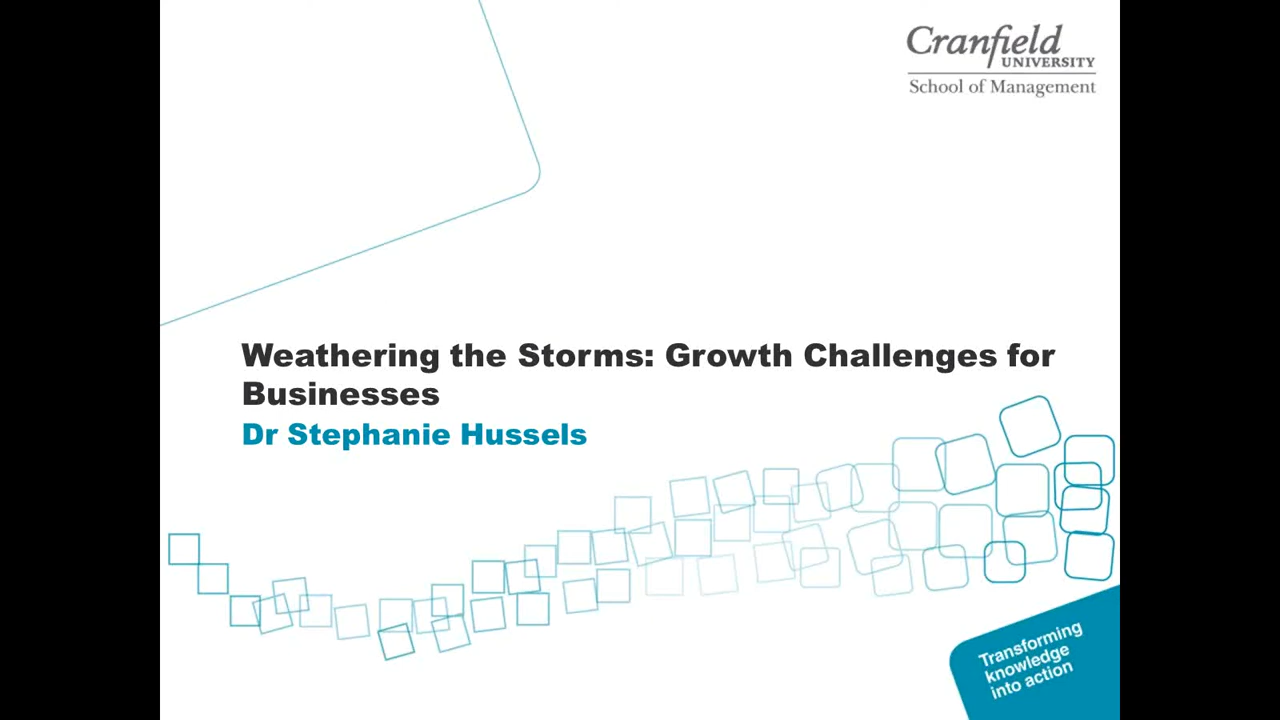 Cranfield
UNIVERSITY
School of Management
Weathering the Storms: Growth Challenges for
Businesses
Dr Stephanie Hussels
Transforming
knowledge
into action